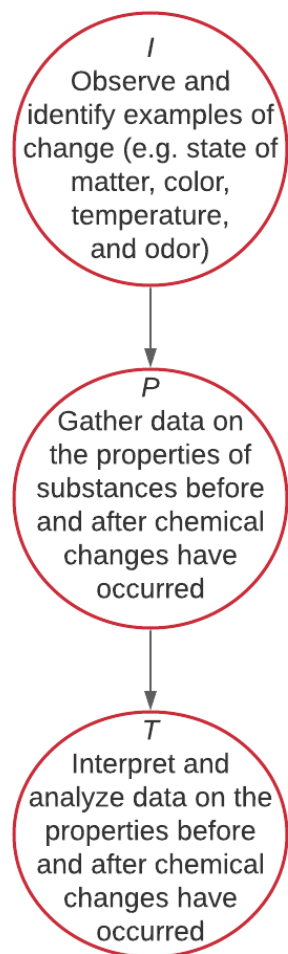 I
Observe and
identify examples of
change (e.g. state of
matter, color,
temperature,
and odor)
P
Gather data on
the properties of
substances before
and after chemical
changes have
occurred
T
Interpret and
analyze data on the
properties before
and after chemical
changes have
occurred